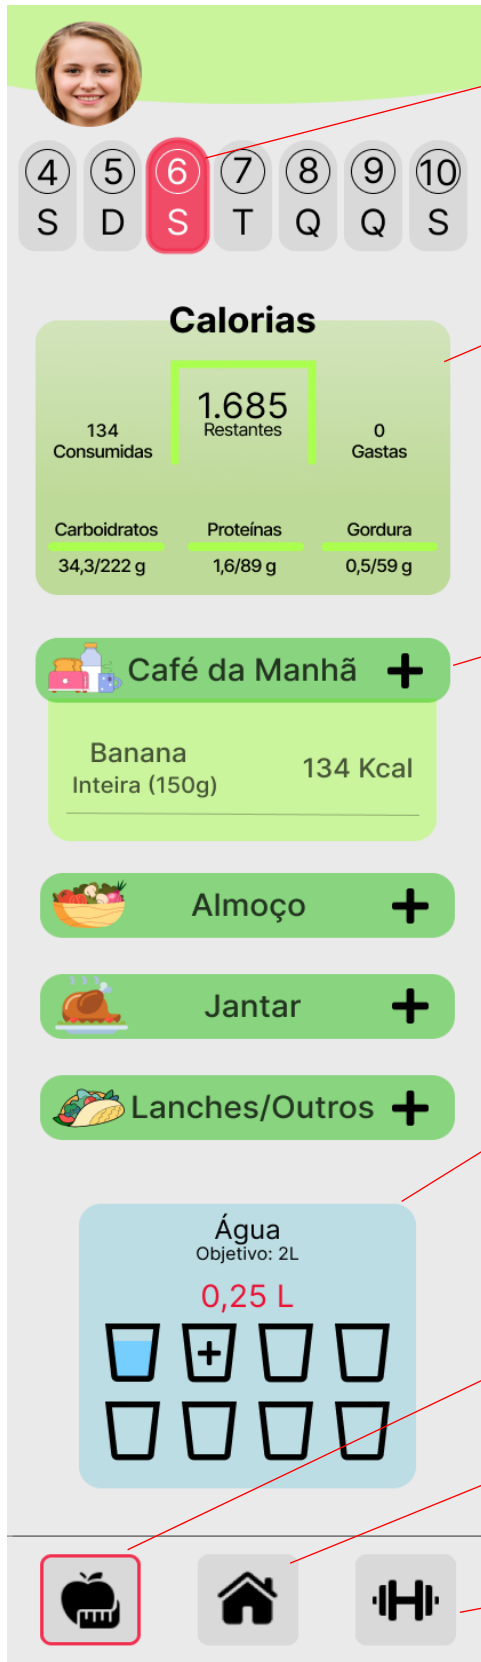 4 5 6 7 8 9 10
S D S T Q Q S
Calorias
1.685
Restantes
134
Consumidas
0
Gastas
Carboidratos Proteínas Gordura
34,3/222 g 1,6/89 g 0,5/59 g
Café da Manhã +
Banana
Inteira (150g)
134 Kcal
Almoço +
Jantar +
Lanches/Outros +
Água
Objetivo: 2L
0,25 L
+